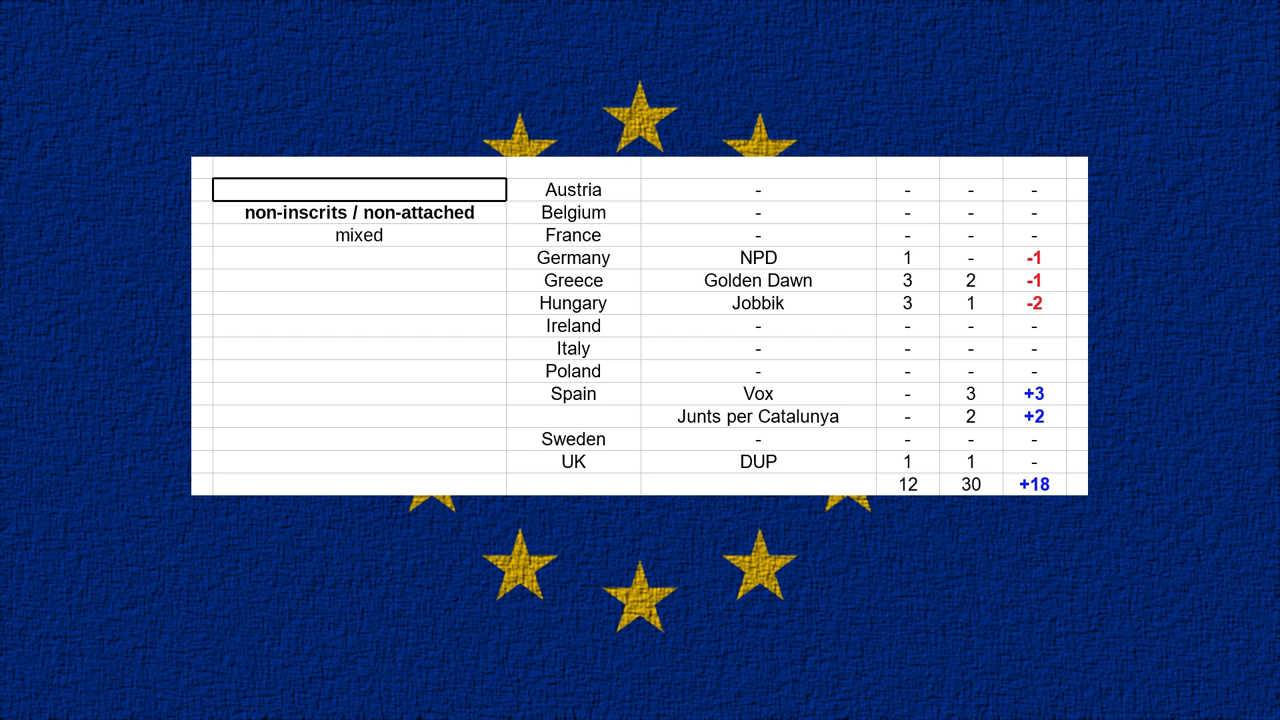 Austria - - - -
non-inscrits / non-attached Belgium - - - -
mixed France - - - -
Germany NPD 1 - -1
Greece Golden Dawn 3 2 -1
Hungary Jobbik 3 1 -2
Ireland - - - -
Italy - - - -
Poland - - - -
Spain Vox - 3 +3
Junts per Catalunya - 2 +2
Sweden - - - -
UK DUP 1 1 -
12 30 +18